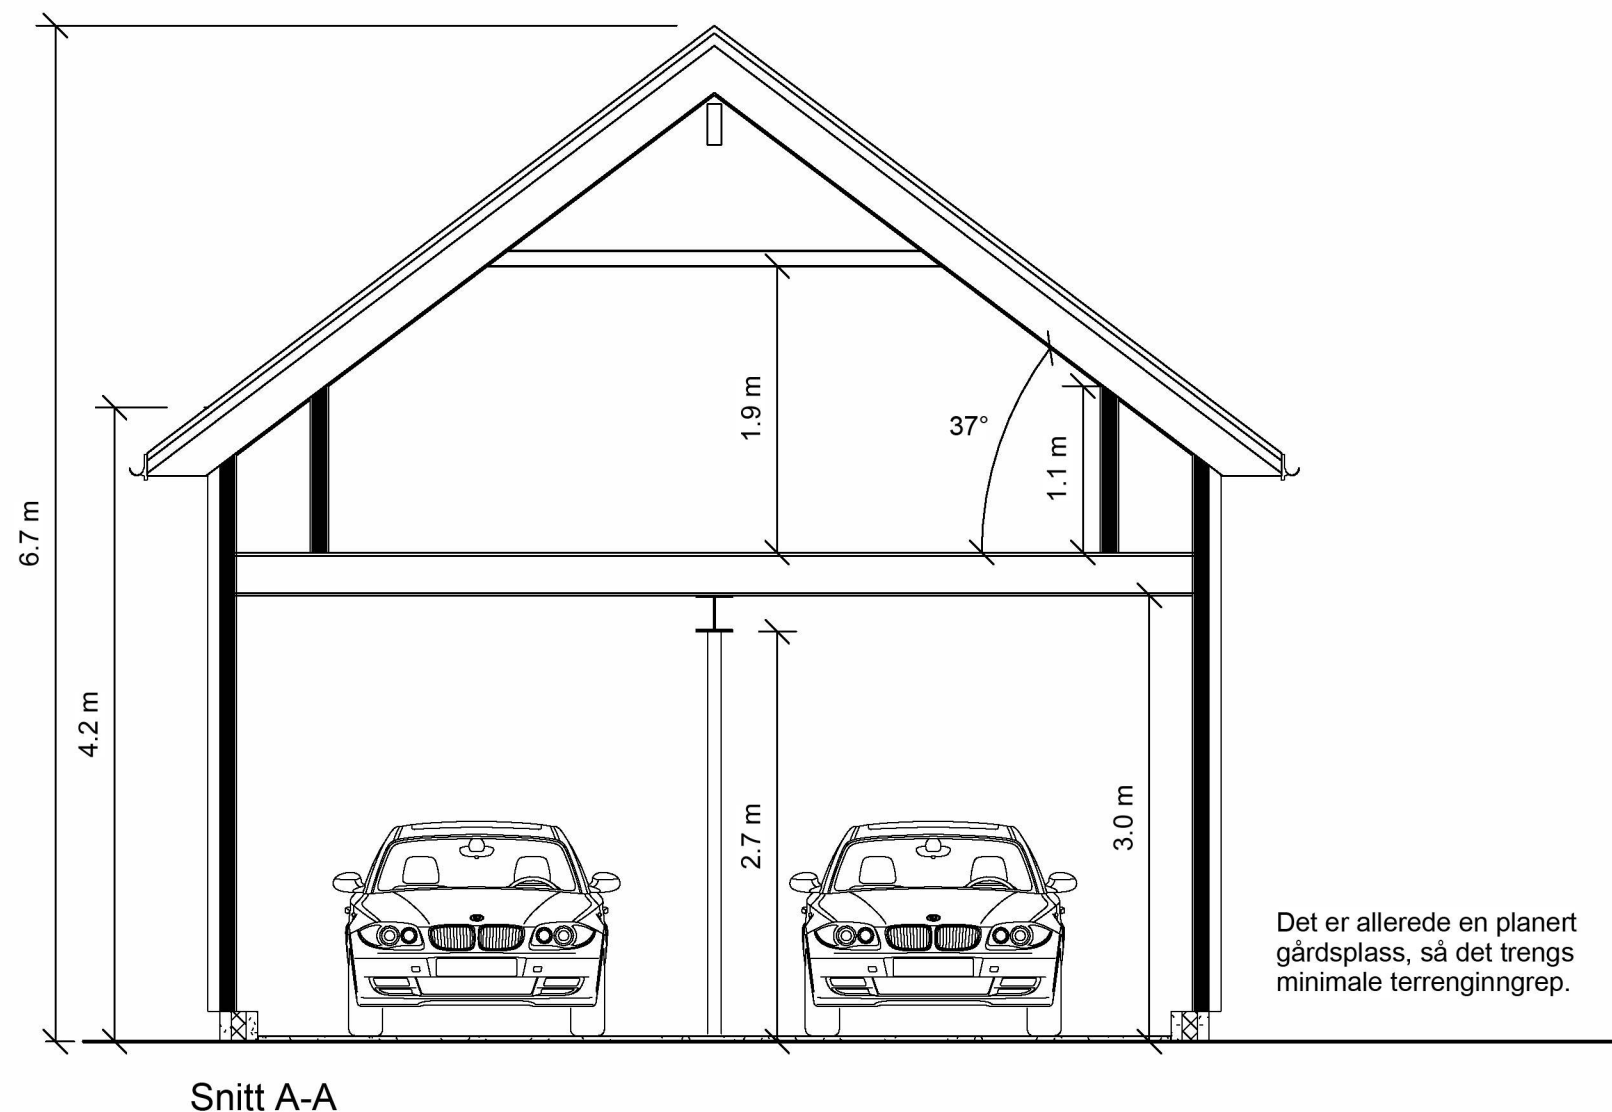 6.7 m
4.2 m
1.9 m
37°
1.1 m
2.7 m
3.0 m
Det er allerede en planert
gårdsplass, så det trengs
minimale terrenginngrep.
Snitt A-A